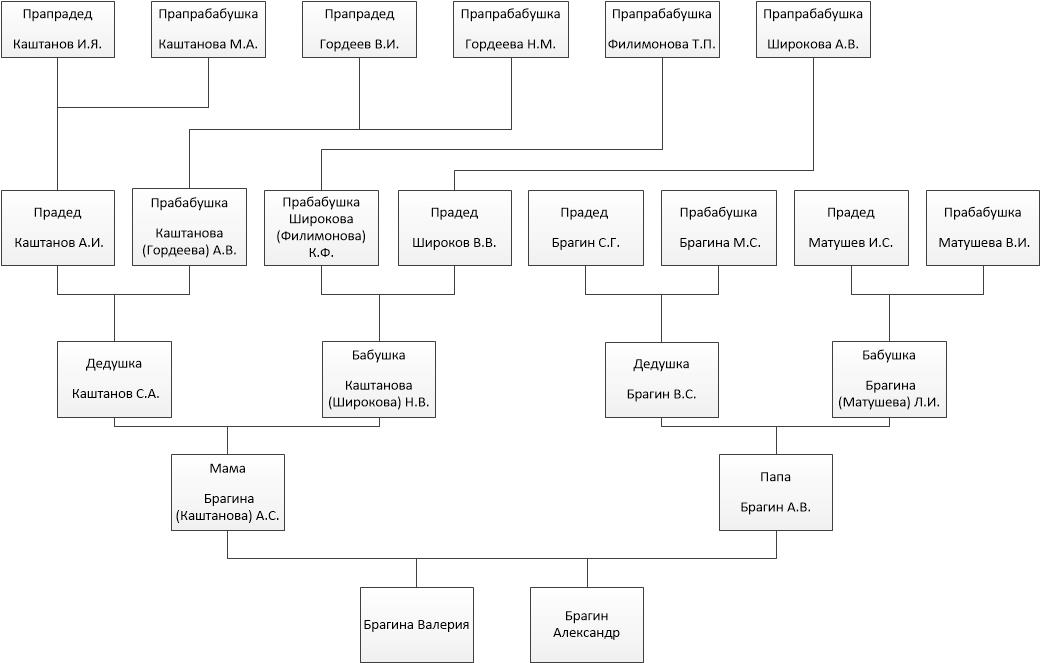 Прапрадед
Каштанов И.Я.
Прапрабабушка
Каштанова М.А.
Прапрадед
Гордеев В.И.
Прапрабабушка
Гордеева Н.М.
Прапрабабушка
Филимонова Т.П.
Прапрабабушка
Широкова А.В.
Прадед
Каштанов А.И.
Прабабушка
Каштанова
(Гордеева) А.В.
Прабабушка
Широкова
(Филимонова)
К.Ф.
Прадед
Широков В.В.
Прадед
Брагин С.Г.
Прабабушка
Брагина М.С.
Прадед
Матушев И.С.
Прабабушка
Матушева В.И.
Дедушка
Каштанов С.А.
Бабушка
Каштанова
(Широкова) Н.В.
Дедушка
Брагин В.С.
Бабушка
Брагина
(Матушева) Л.И.
Мама
Брагина
(Каштанова) А.С.
Папа
Брагин А.В.
Брагина Валерия
Брагин
Александр